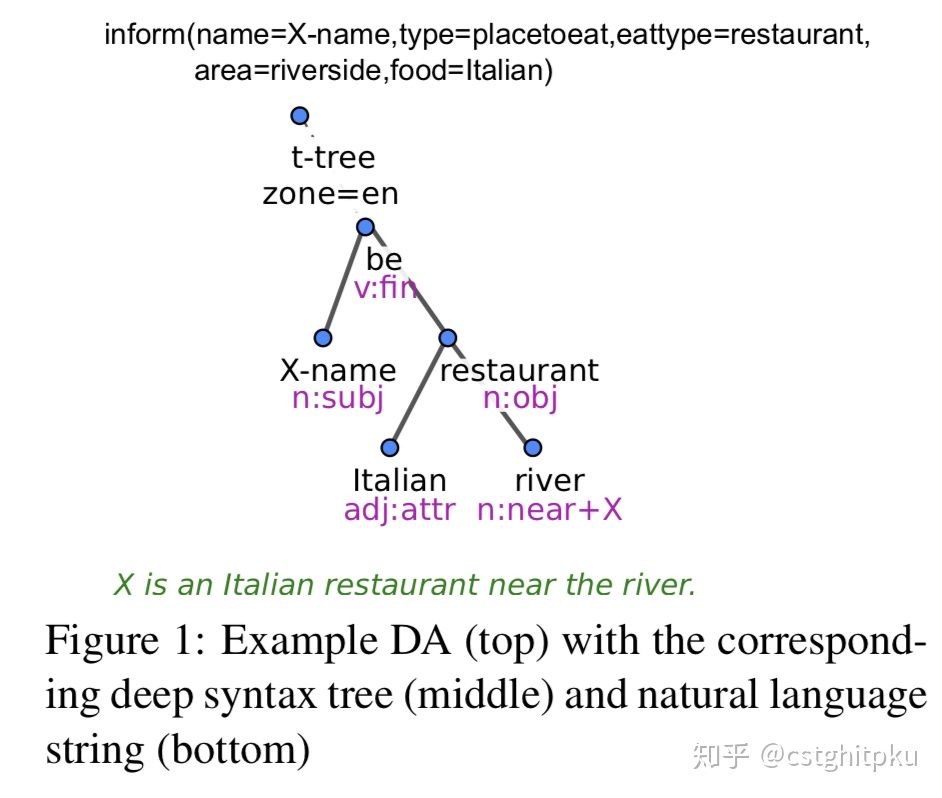 inform(name=X-name,type=placetoeat,eattype=restaurant,
area=riverside,food=Italian)
t-tree
zone=en
be
v:fin
X-name
restaurant
n:subj
n:obj
Italian
river
adj:attr
n:near+X
X is an Italian restaurant near the river.
Figure 1: Example DA (top) with the correspond-
ing deep syntax tree (middle) and natural language
string (bottom)
知乎 @cstghitpku